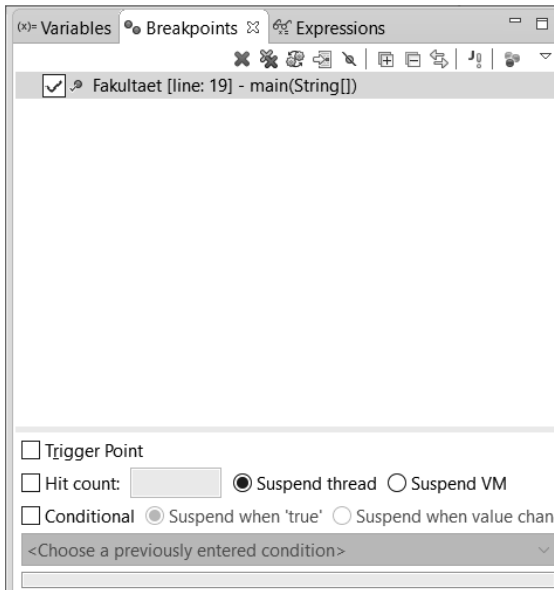 (x)= Variables Breakpoints Expressions
Fakultaet [line: 19] - main(String[])
Trigger Point
Hit count: Suspend thread Suspend VM
Conditional Suspend when 'true' Suspend when value chan
<Choose a previously entered condition>